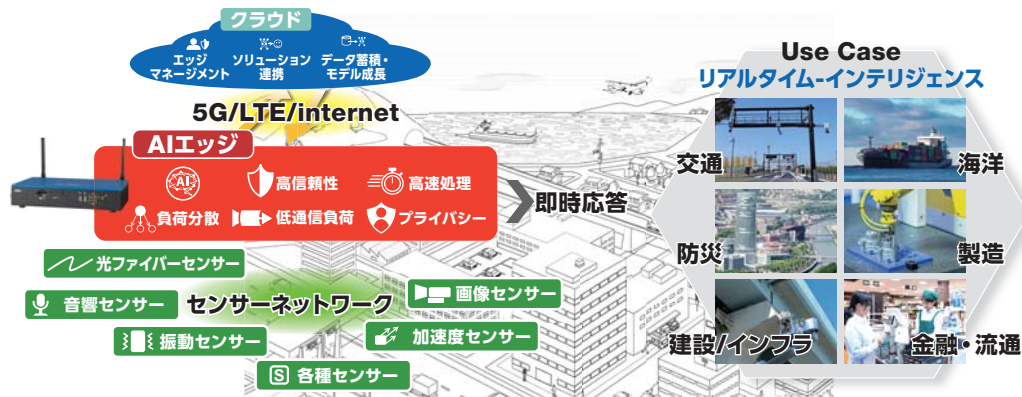 クラウド
エッジ
マネージメント
ソリューション
連携
データ蓄積・
モデル成長
5G/LTE/internet
AIエッジ
AI
高信頼性
高速処理
負荷分散
低通信負荷
プライバシー
即時応答
光ファイバーセンサー
音響センサー
センサーネットワーク
画像センサー
振動センサー
加速度センサー
S 各種センサー
Use Case
リアルタイム-インテリジェンス
交通
海洋
防災
製造
建設/インフラ
金融・流通